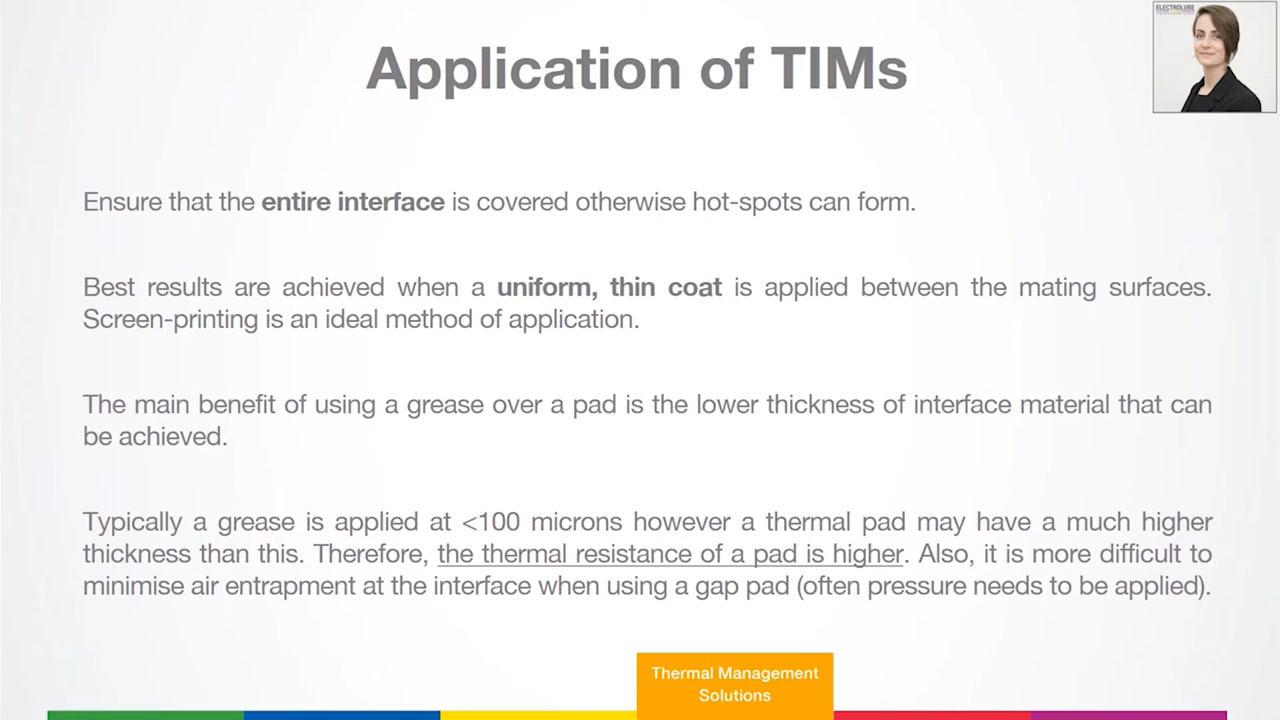 ELECTROLUBE
Application of TIMs
Ensure that the entire interface is covered otherwise hot-spots can form.
Best results are achieved when a uniform, thin coat is applied between the mating surfaces.
Screen-printing is an ideal method of application.
The main benefit of using a grease over a pad is the lower thickness of interface material that can
be achieved.
Typically a grease is applied at <100 microns however a thermal pad may have a much higher
thickness than this. Therefore, the thermal resistance of a pad is higher. Also, it is more difficult to
minimise air entrapment at the interface when using a gap pad (often pressure needs to be applied).
Thermal Management
Solutions